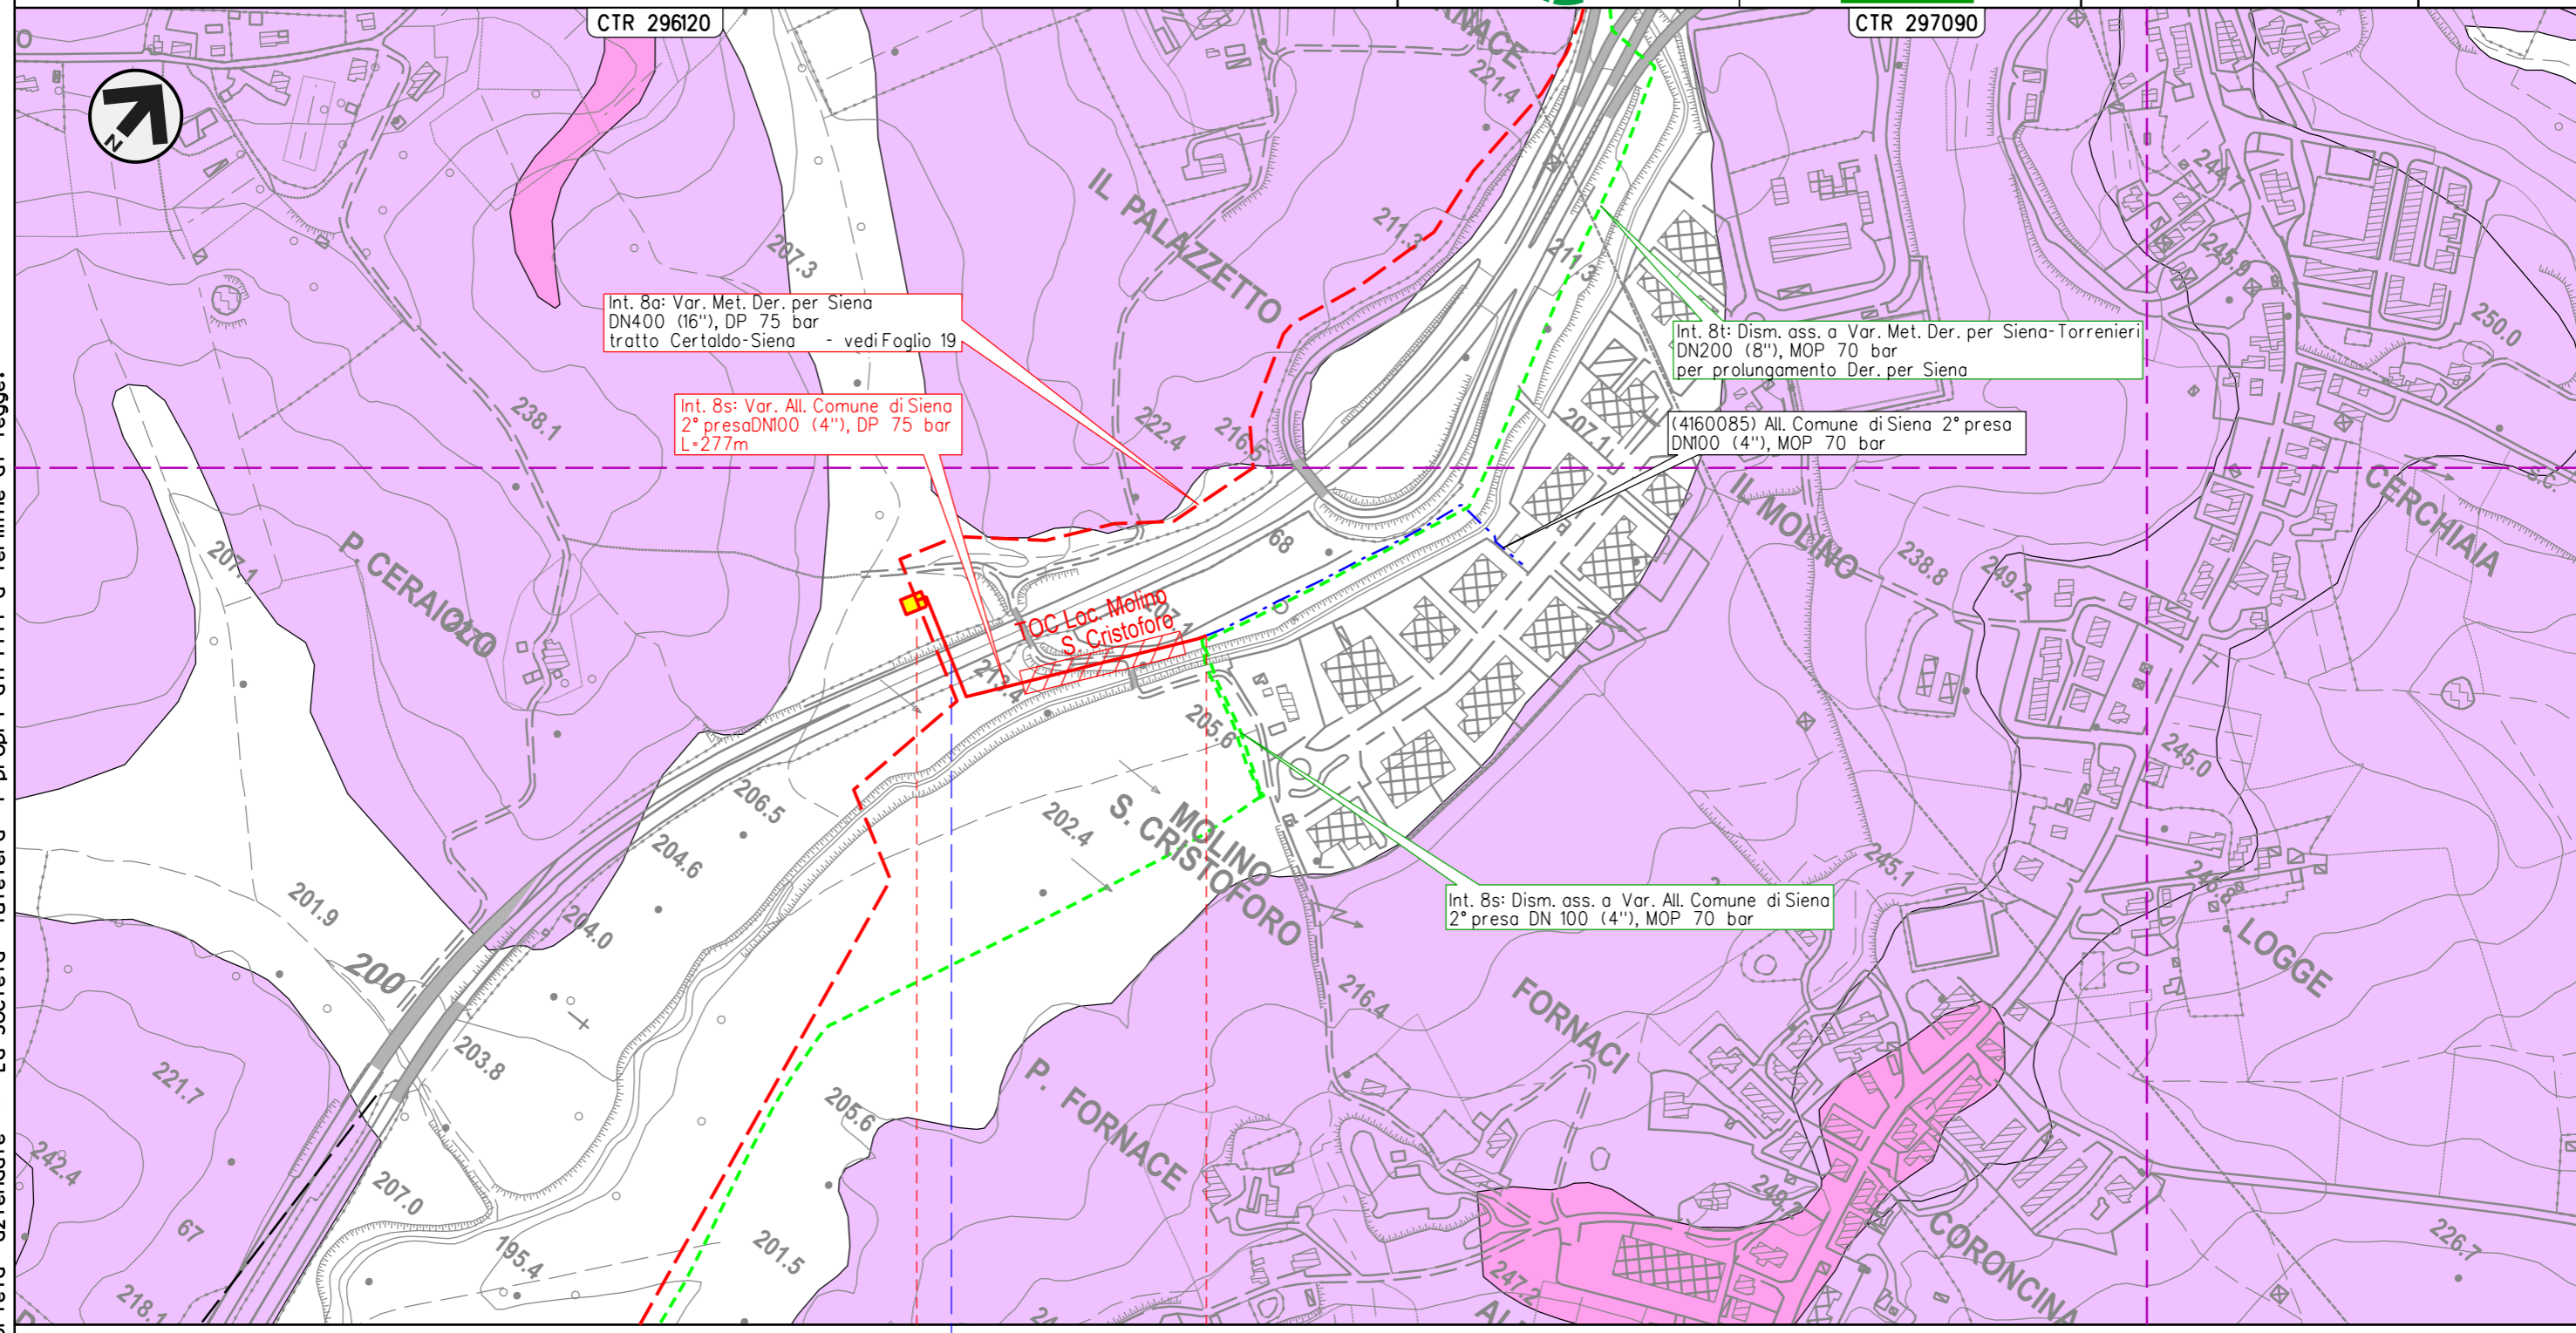 CTR 296120
CTR 297090
N
221.4
IL PALAZZETTO
211.3
207.3
211.3
244.7
245.9
250.0
Int. 8a: Var. Met. Der. per Siena
DN400 (16"), DP 75 bar
tratto Certaldo-Siena - vedi Foglio 19
Int. 8t: Dism. ass. a Var. Met. Der. per Siena-Torrenieri
DN200 (8"), MOP 70 bar
per prolungamento Der. per Siena
Int. 8s: Var. All. Comune di Siena
2° presaDN100 (4"), DP 75 bar
L=277m
(4160085) All. Comune di Siena 2° presa
DN100 (4"), MOP 70 bar
238.1
222.4
216.5
207.1
CERCHIAIA
S.C.
IL MOLINO
207.1
P. CERAIOLO
68
238.8
249.2
TOC Loc. Molino
S. Cristoforo
213.4
205.6
245.0
206.5
202.4
MOLINO
S. CRISTOFORO
204.6
245.1
201.9
204.0
Int. 8s: Dism. ass. a Var. All. Comune di Siena
2° presa DN 100 (4"), MOP 70 bar
LOGGE
200
216.4
FORNACI
203.8
221.7
205.6
P. FORNACE
242.4
207.0
67
195.4
201.5
247.2
CORONCINA
226.7
218.1